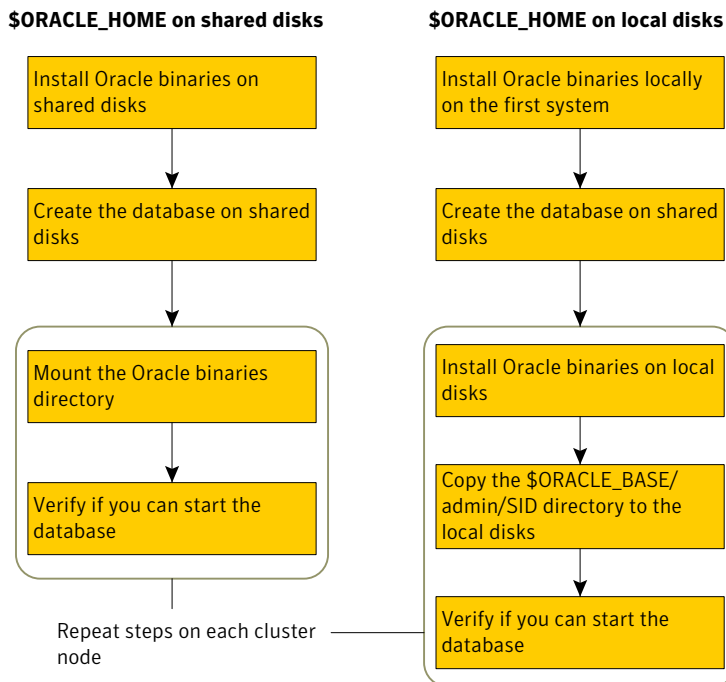 $ORACLE_HOME on shared disks
Install Oracle binaries on
shared disks
Create the database on shared
disks
Mount the Oracle binaries
directory
Verify if you can start the
database
Repeat steps on each cluster
node
$ORACLE_HOME on local disks
Install Oracle binaries locally
on the first system
Create the database on shared
disks
Install Oracle binaries on local
disks
Copy the $ORACLE_BASE/
admin/SID directory to the
local disks
Verify if you can start the
database